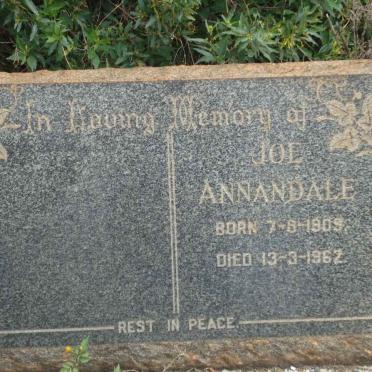 In Loving Memory of
JOE
ANNANDALE
BORN 7-8-1909.
DIED 13-3-1962.
REST IN PEACE